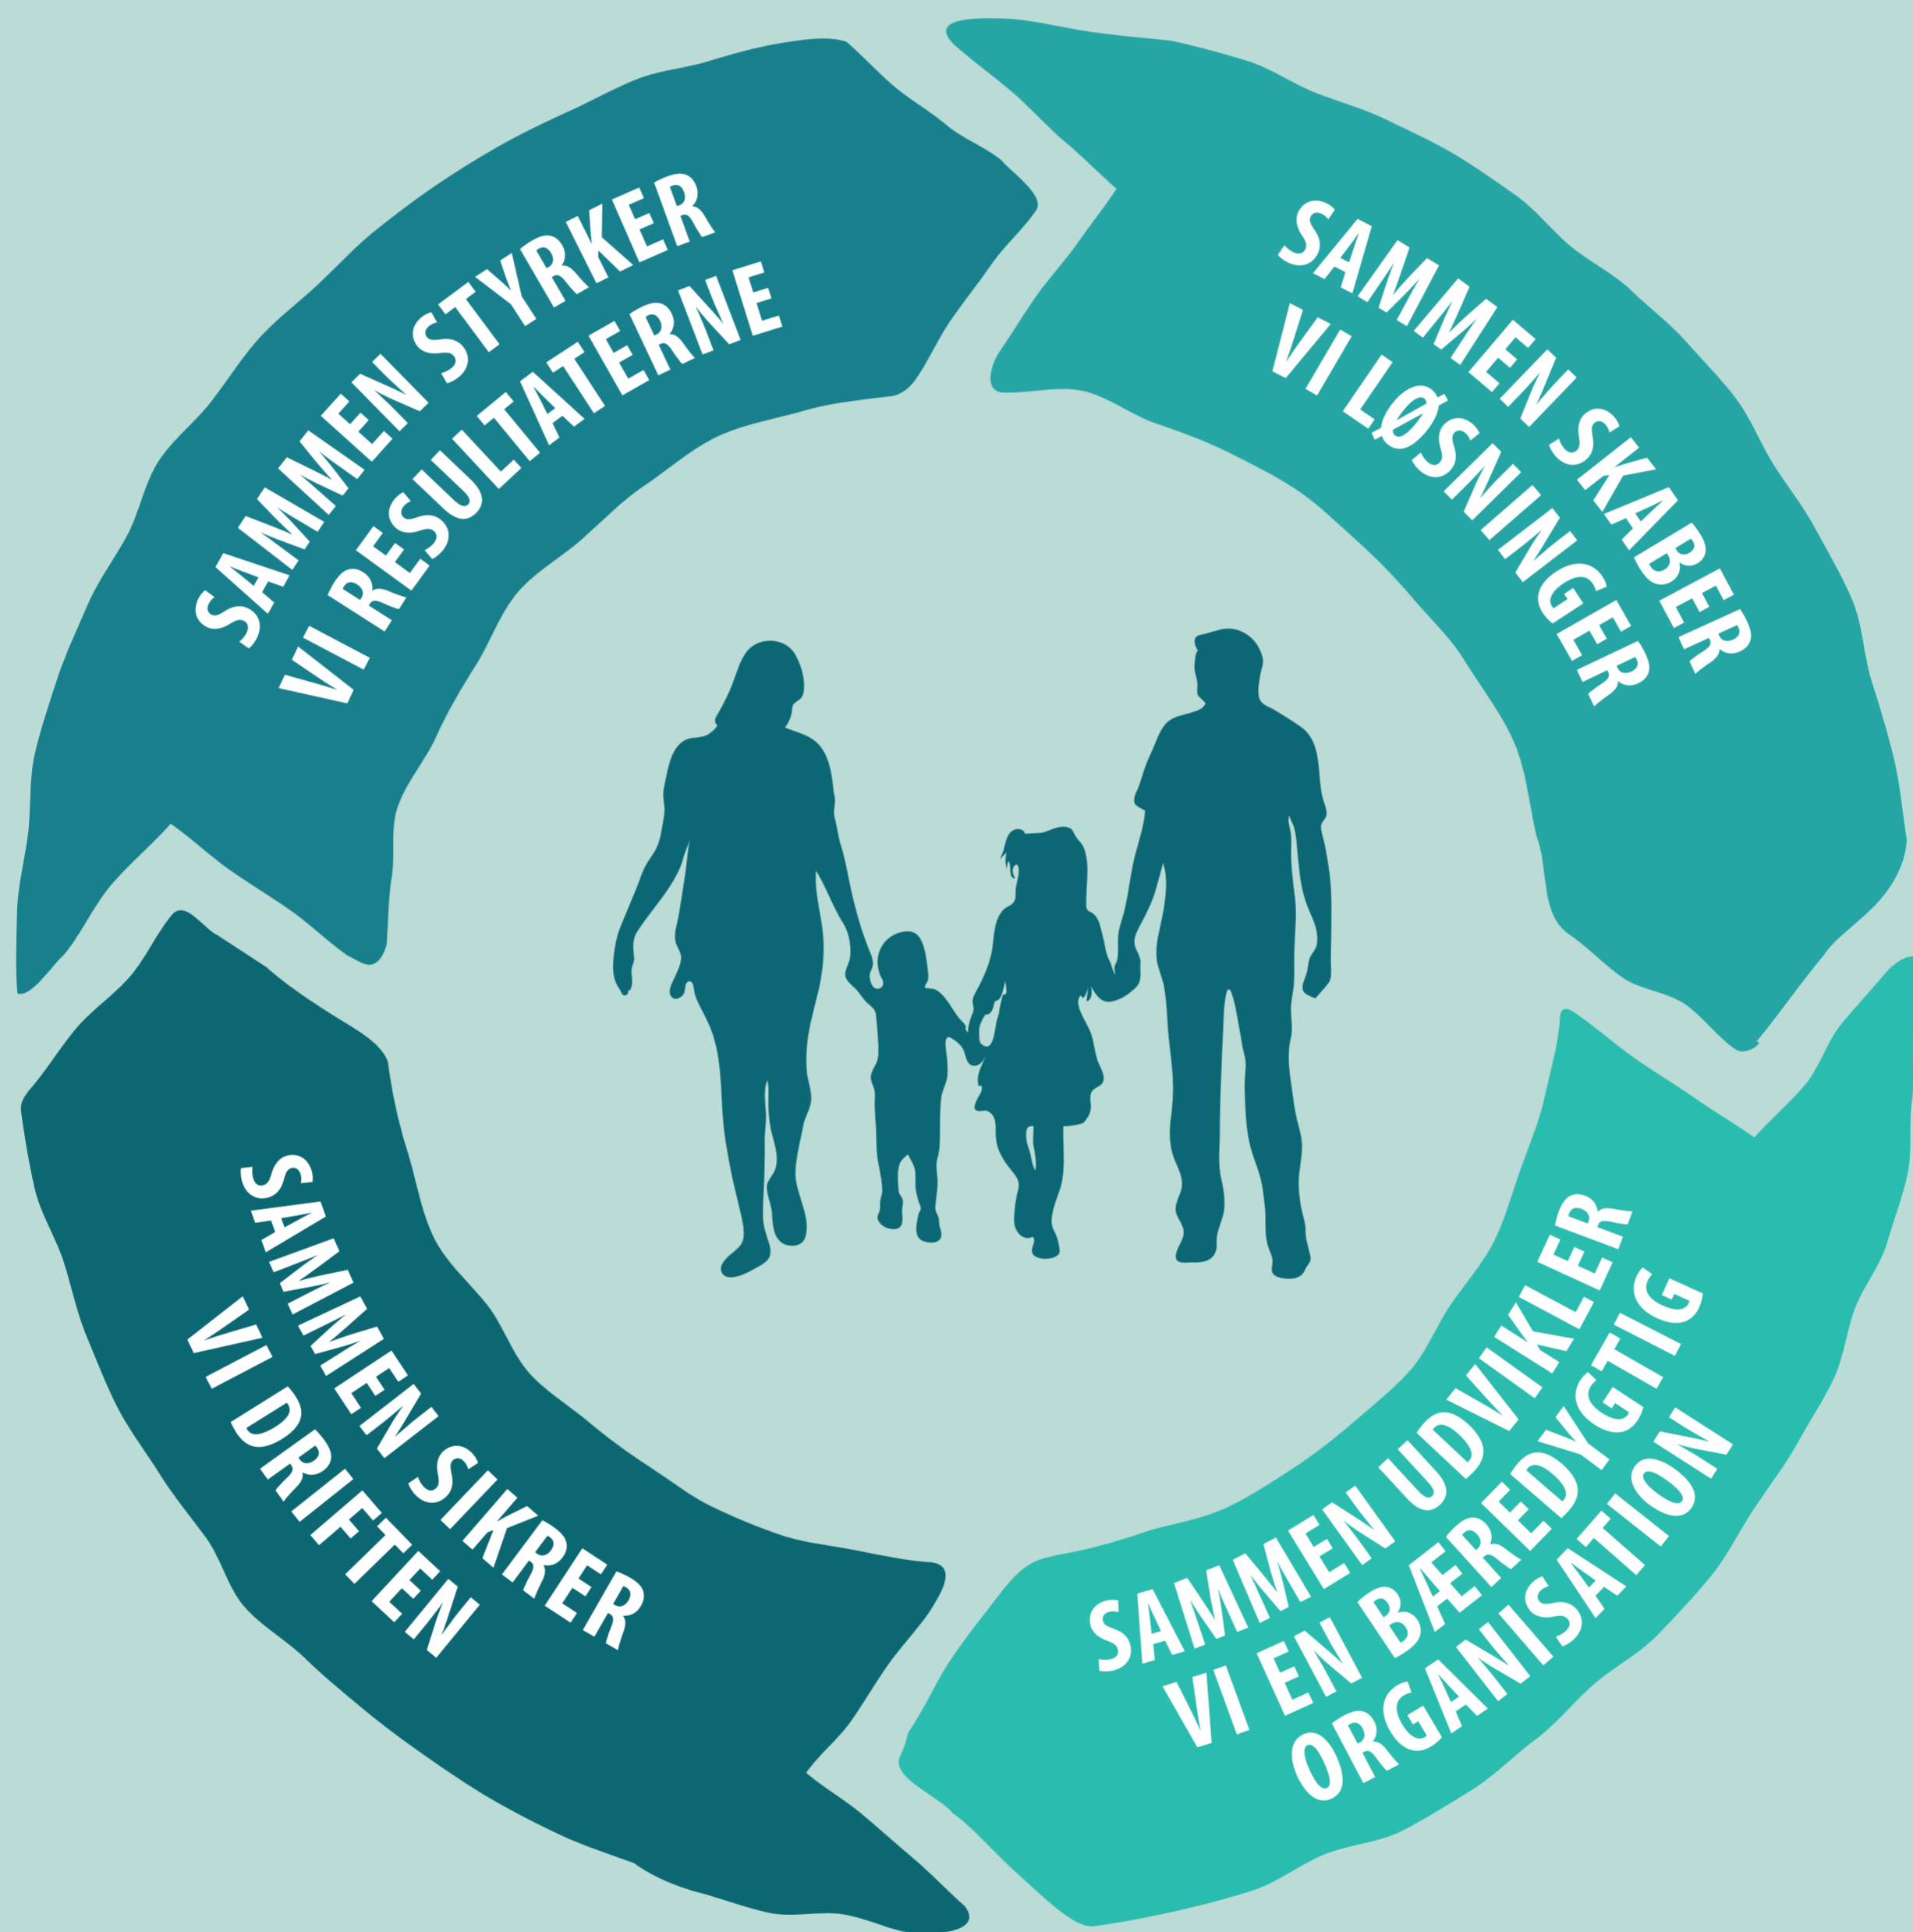 SAMMEN STYRKER
VI RESULTATERNE
SAMMEN SKABER
VI LØSNINGER
SAMMEN UDVIKLER
VI EN BÆREDYGTIG
ORGANISATION
SAMMEN SIKRER
VI DRIFTEN